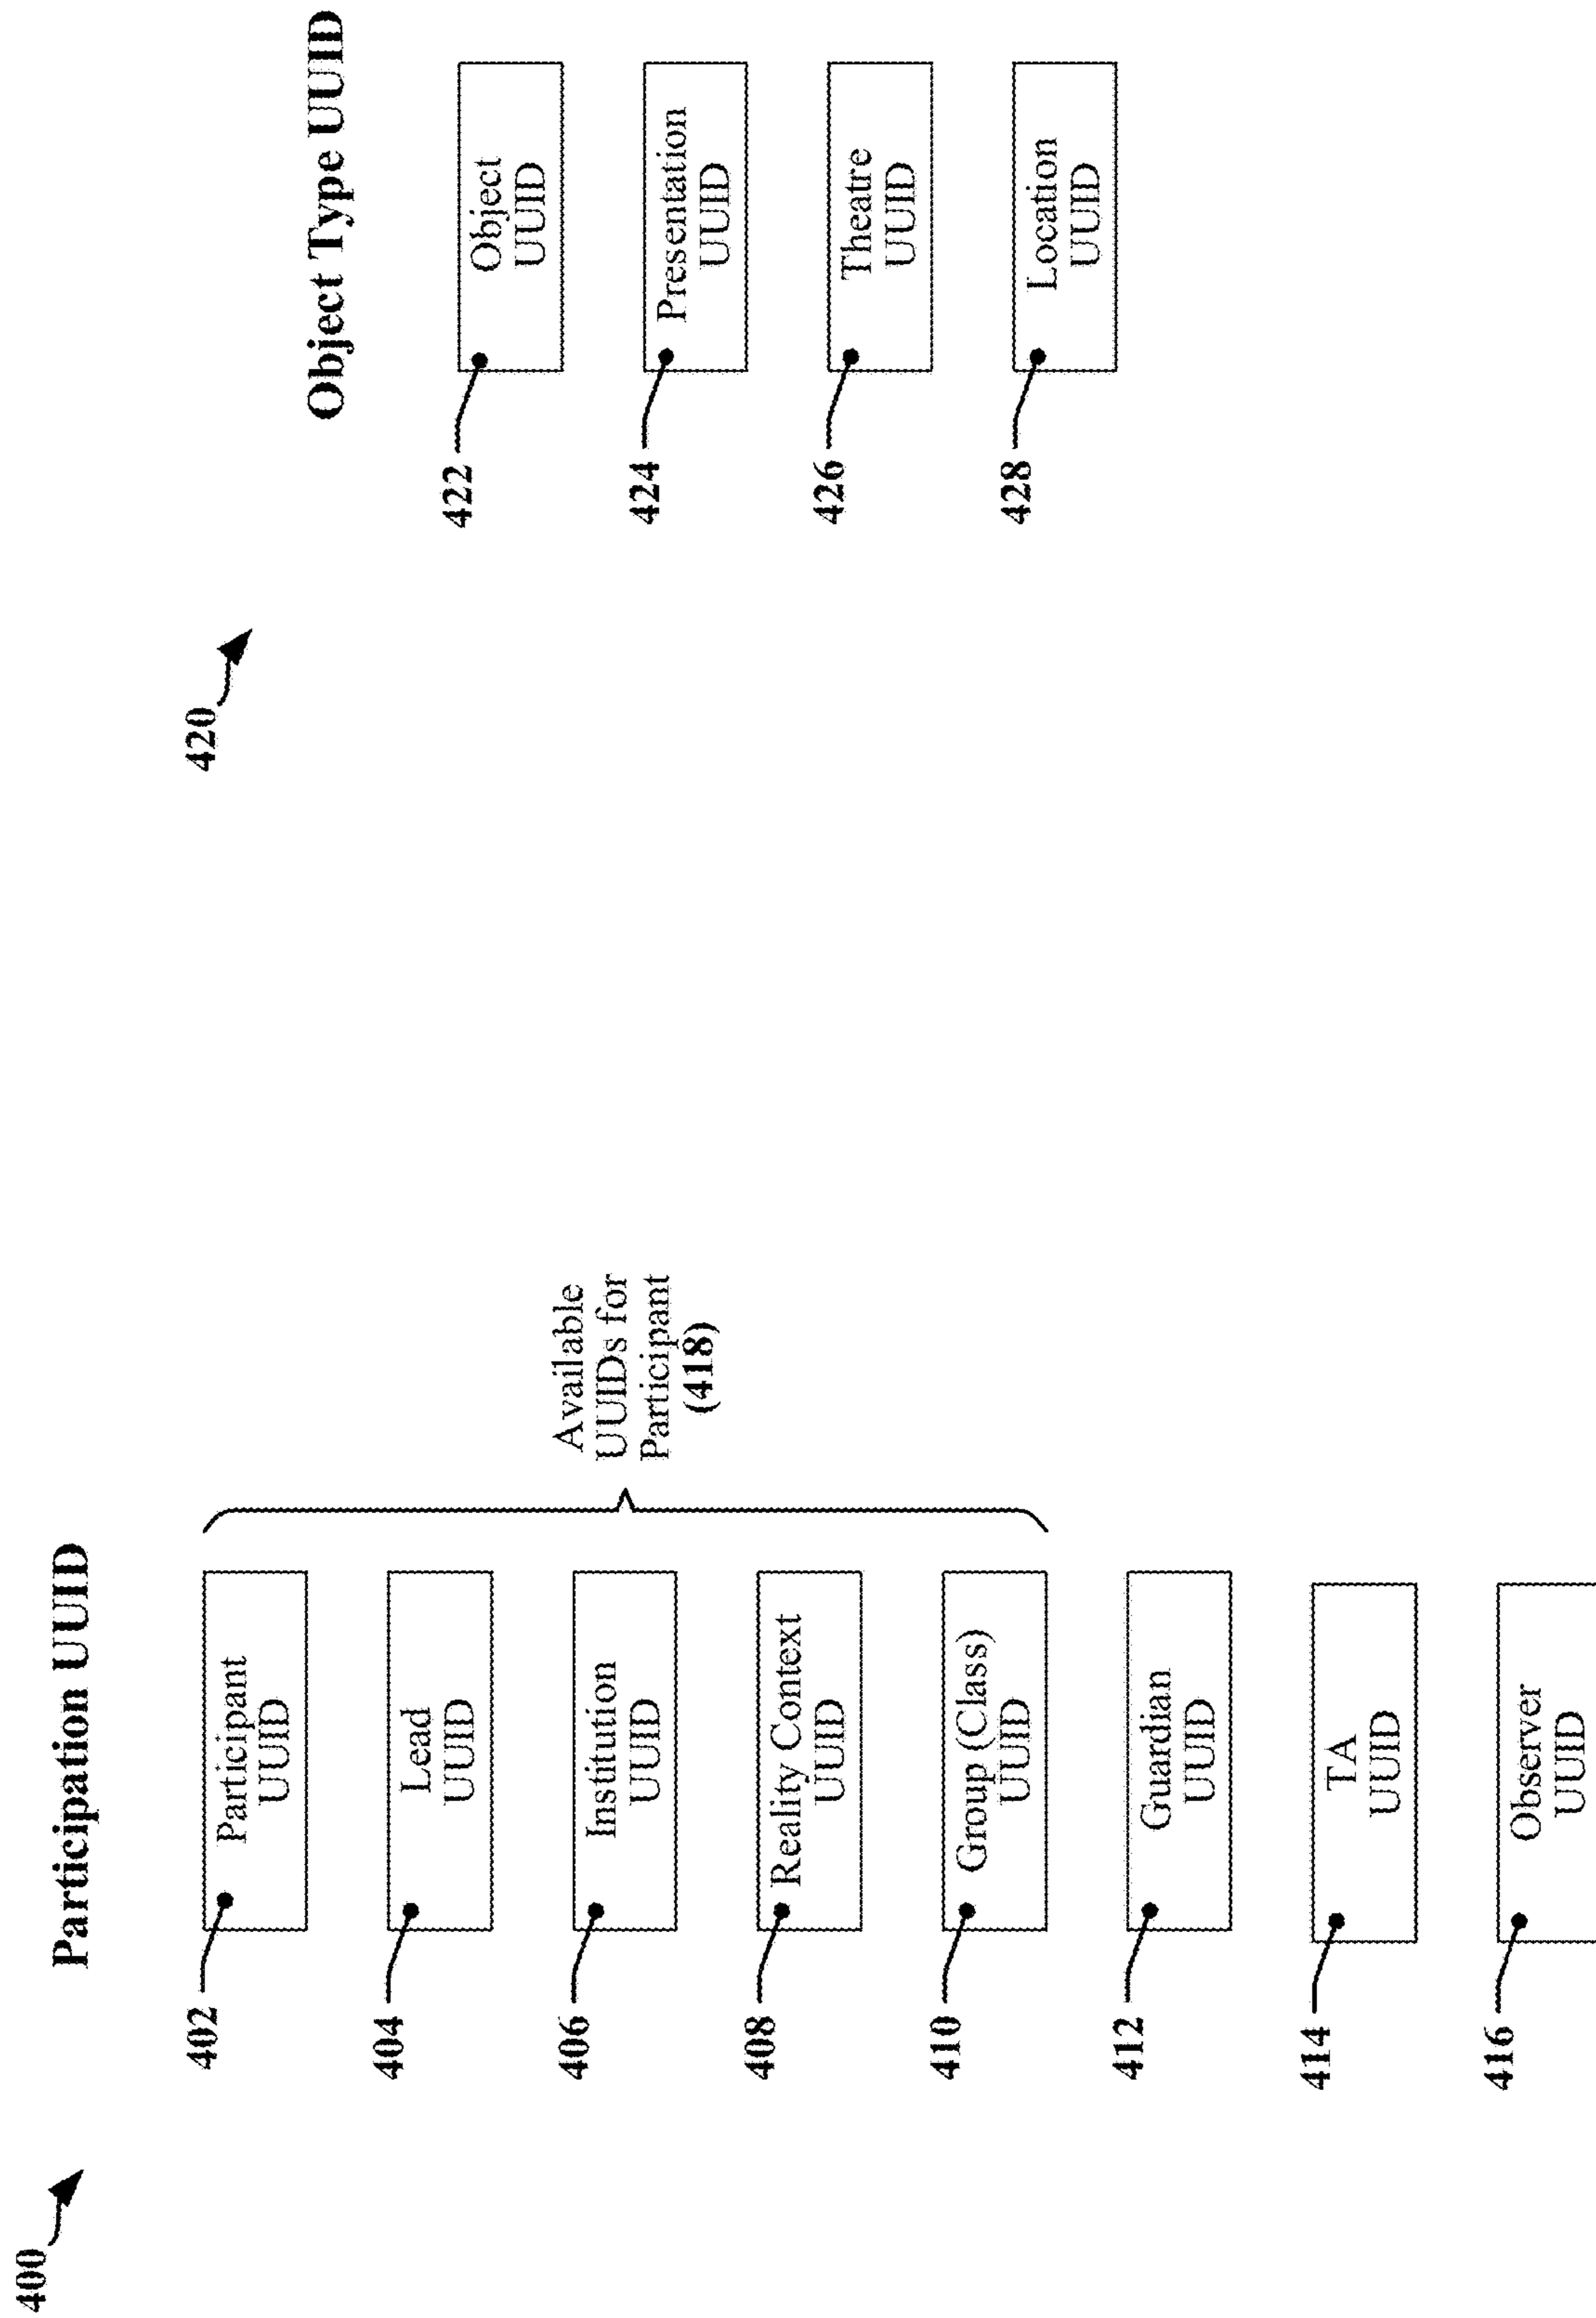 400
Participation UUID
402
Participant
UUID
404
Lead
UUID
406
Institution
UUID
408
Reality Context
UUID
410
Group (Class)
UUID
412
Guardian
UUID
414
TA
UUID
416
Observer
UUID
Available
UUIDs for
Participant
(418)
420
Object Type UUID
422
Object
UUID
424
Presentation
UUID
426
Theatre
UUID
428
Location
UUID